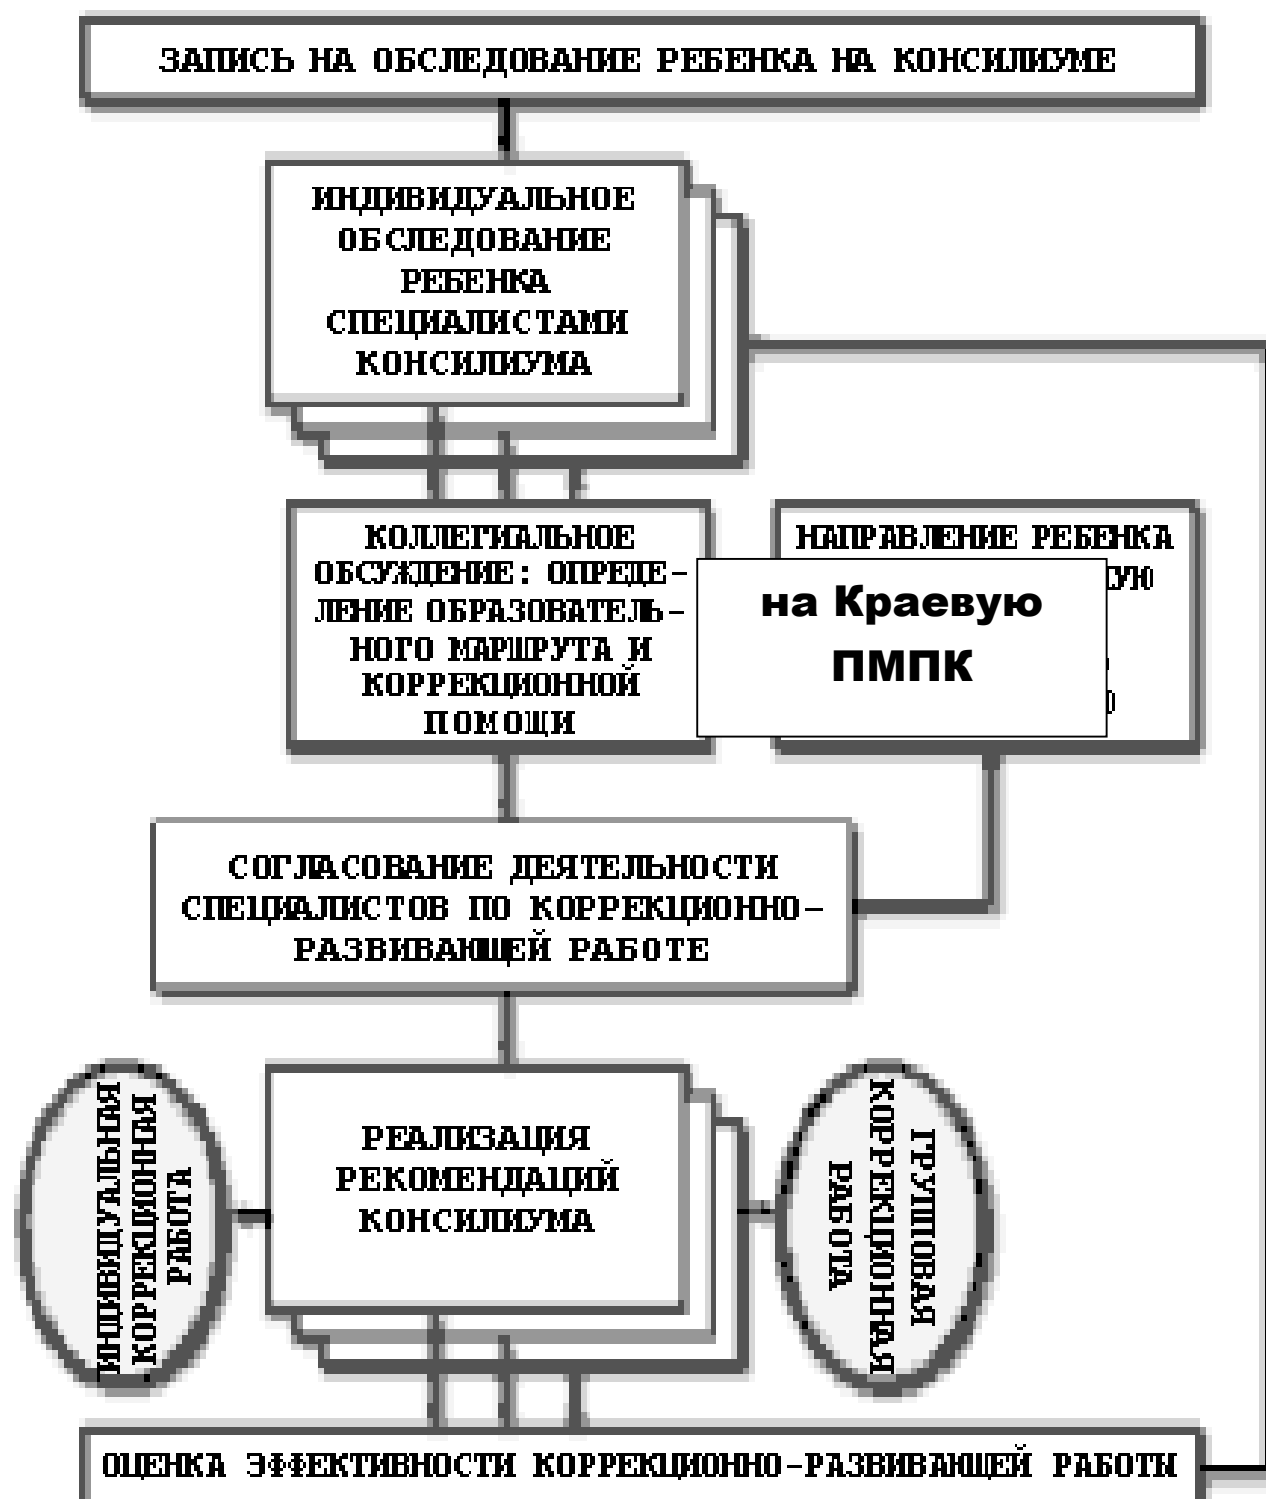 ЗАПИСЬ НА ОБСЛЕДОВАНИЕ РЕБЕНКА НА КОНСИЛИУМЕ
ИНДИВИДУАЛЬНОЕ
ОБСЛЕДОВАНИЕ
РЕБЕНКА
СПЕЦИАЛИСТАМИ
КОНСИЛИУМА
КОЛЛЕГИАЛЬНОЕ
ОБСУЖДЕНИЕ: ОПРЕДЕ-
ЛЕНИЕ ОБРАЗОВАТЕЛЬ-
НОГО МАРШРУТА И
КОРРЕКЦИОННОЙ
ПОМОЩИ
НАПРАВЛЕНИЕ РЕБЕНКА
на Краевую
ПМПК
СОГЛАСОВАНИЕ ДЕЯТЕЛЬНОСТИ
СПЕЦИАЛИСТОВ ПО КОРРЕКЦИОННО-
РАЗВИВАЮЩЕЙ РАБОТЕ
ИНДИВИДУАЛЬНАЯ
КОРРЕКЦИОННАЯ
РАБОТА
РЕАЛИЗАЦИЯ
РЕКОМЕНДАЦИЙ
КОНСИЛИУМА
ГРУППОВАЯ
КОРРЕКЦИОННАЯ
РАБОТА
ОЦЕНКА ЭФФЕКТИВНОСТИ КОРРЕКЦИОННО-РАЗВИВАЮЩЕЙ РАБОТЫ